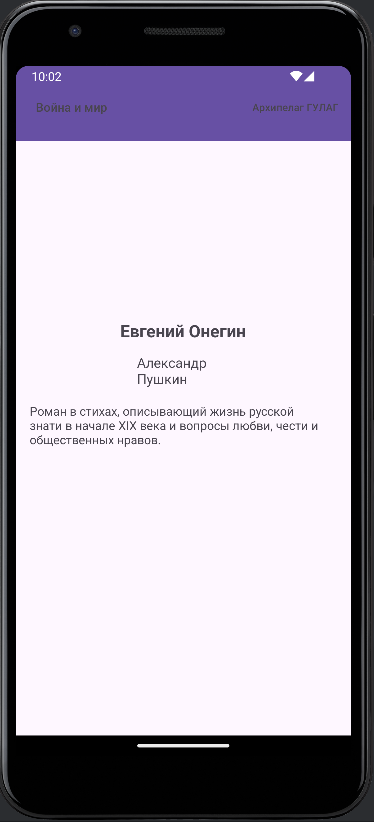 10:02
Война и мир
Архипелаг ГУЛАГ
Евгений Онегин
Александр
Пушкин
Роман в стихах, описывающий жизнь русской
знати в начале XIX века и вопросы любви, чести и
общественных нравов.